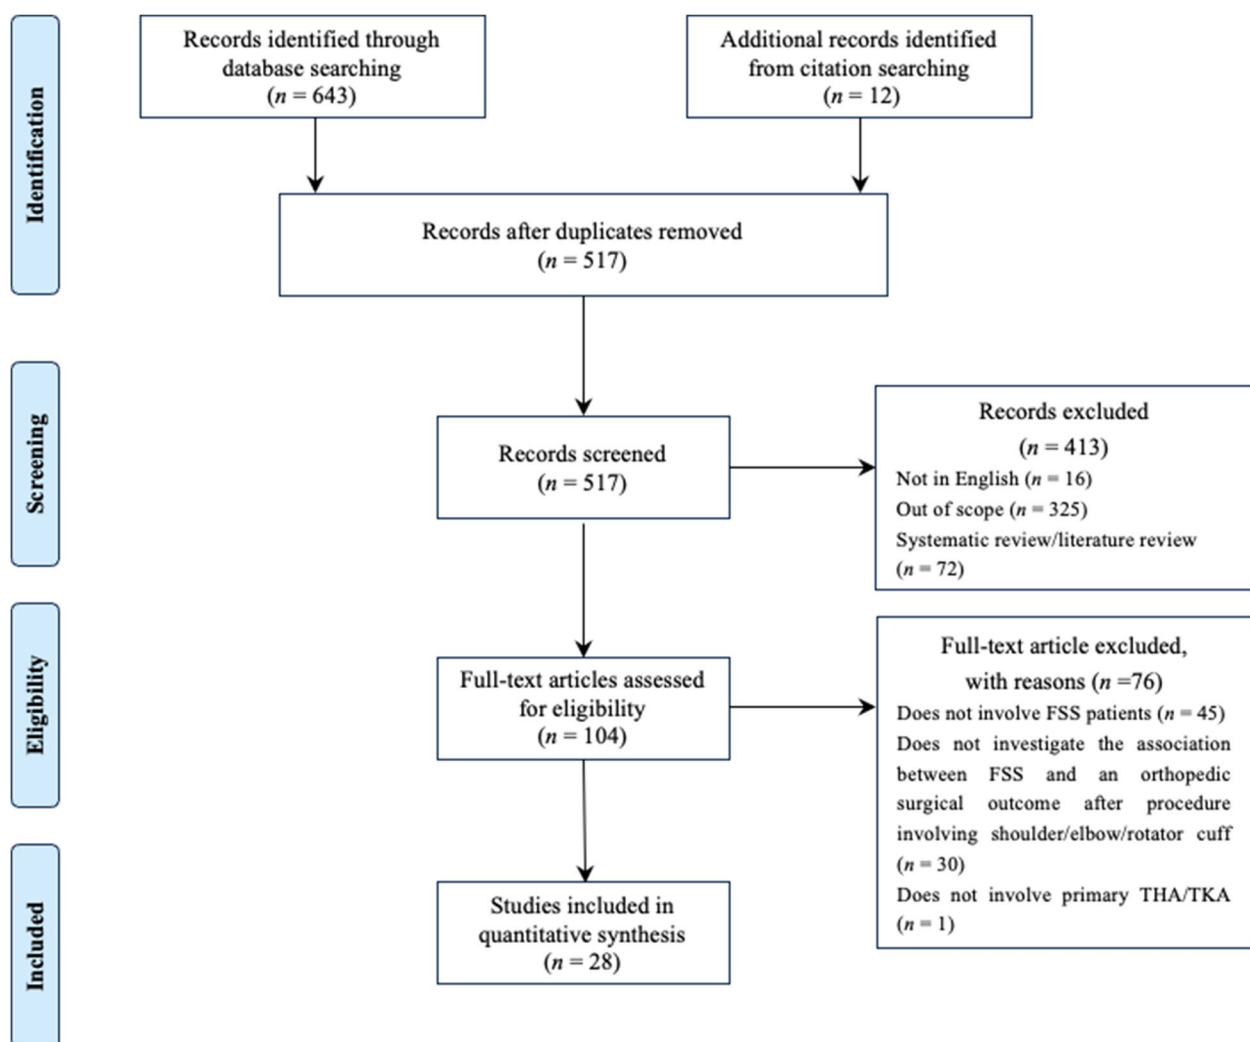 Identification
Records identified through
database searching
(n = 643)
Additional records identified
from citation searching
(n = 12)
Records after duplicates removed
(n = 517)
Screening
Records screened
(n = 517)
Records excluded
(n = 413)
Not in English (n = 16)
Out of scope (n = 325)
Systematic review/literature review
(n = 72)
Eligibility
Full-text articles assessed
for eligibility
(n = 104)
Full-text article excluded,
with reasons (n =76)
Does not involve FSS patients (n = 45)
Does not investigate the association
between FSS and an orthopedic
surgical outcome after procedure
involving shoulder/elbow/rotator cuff
(n = 30)
Does not involve primary THA/TKA
(n = 1)
Included
Studies included in
quantitative synthesis
(n = 28)